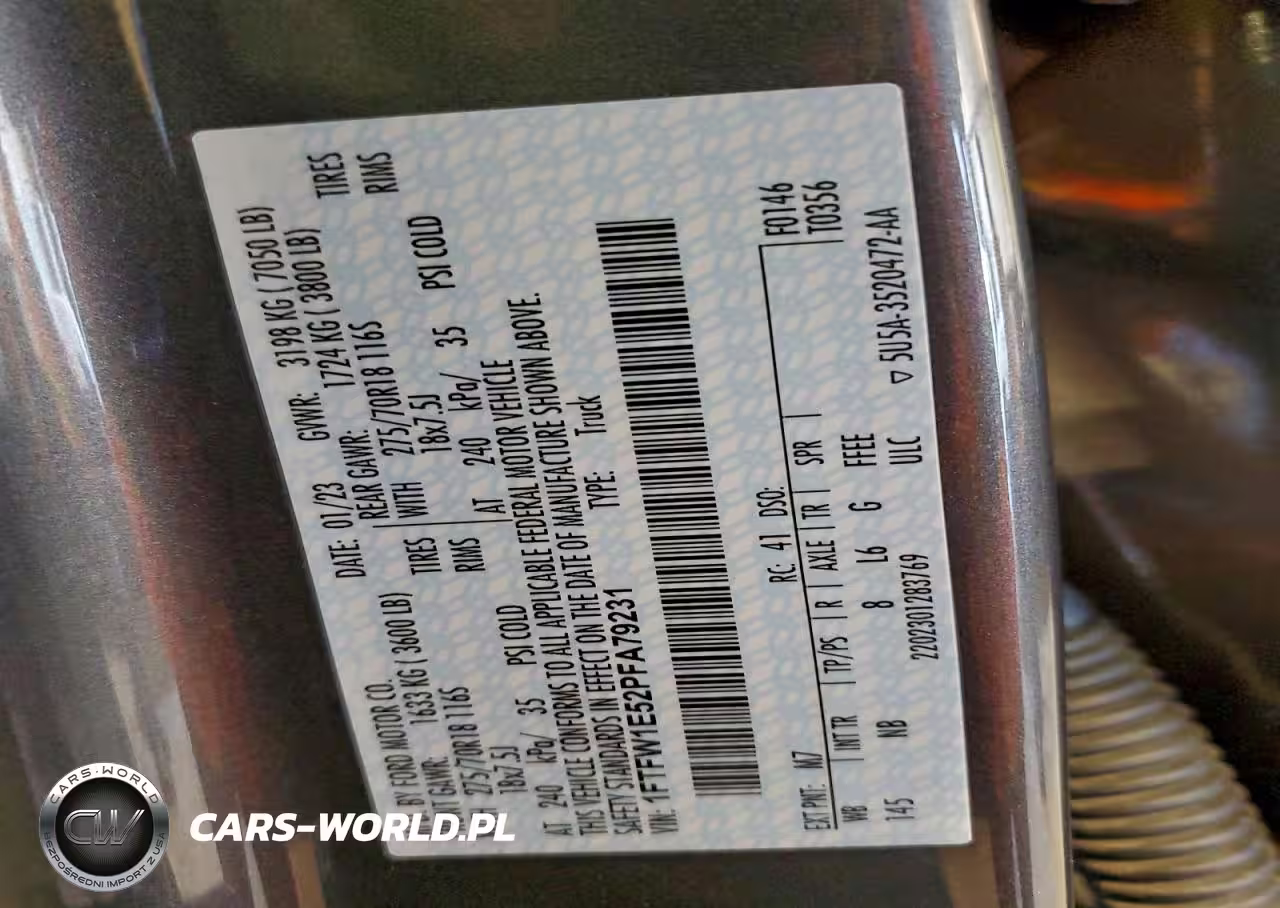 BY FORD MOTOR CO.
DATE: 01/23 GVWR: 3198 KG ( 7050 LB)
1633 KG ( 3600 LB) REAR GAWR: 1724 KG ( 3800 LB)
275/70R18 116S TIRES WITH 275/70R18 116S TIRES
18x7.5J RIMS 18x7.5J RIMS
AT 240 kPa/ 35 PSI COLD AT 240 kPa/ 35 PSI COLD
THIS VEHICLE CONFORMS TO ALL APPLICABLE FEDERAL MOTOR VEHICLE
SAFETY STANDARDS IN EFFECT ON THE DATE OF MANUFACTURE SHOWN ABOVE.
VIN: 1FTFW1E52PFA79231 TYPE: Truck
F0146
T0356
EXT PNT: M7 RC: 41 DSO:
WB INT TR TP/PS R AXLE TR SPR
145 NB 8 L6 G FFEE
2202301283769 ULC
▽ 5U5A-3520472-AA
CARS-WORLD.PL
CARS-WORLD
CW
BEZPOŚREDNI IMPORT Z USA